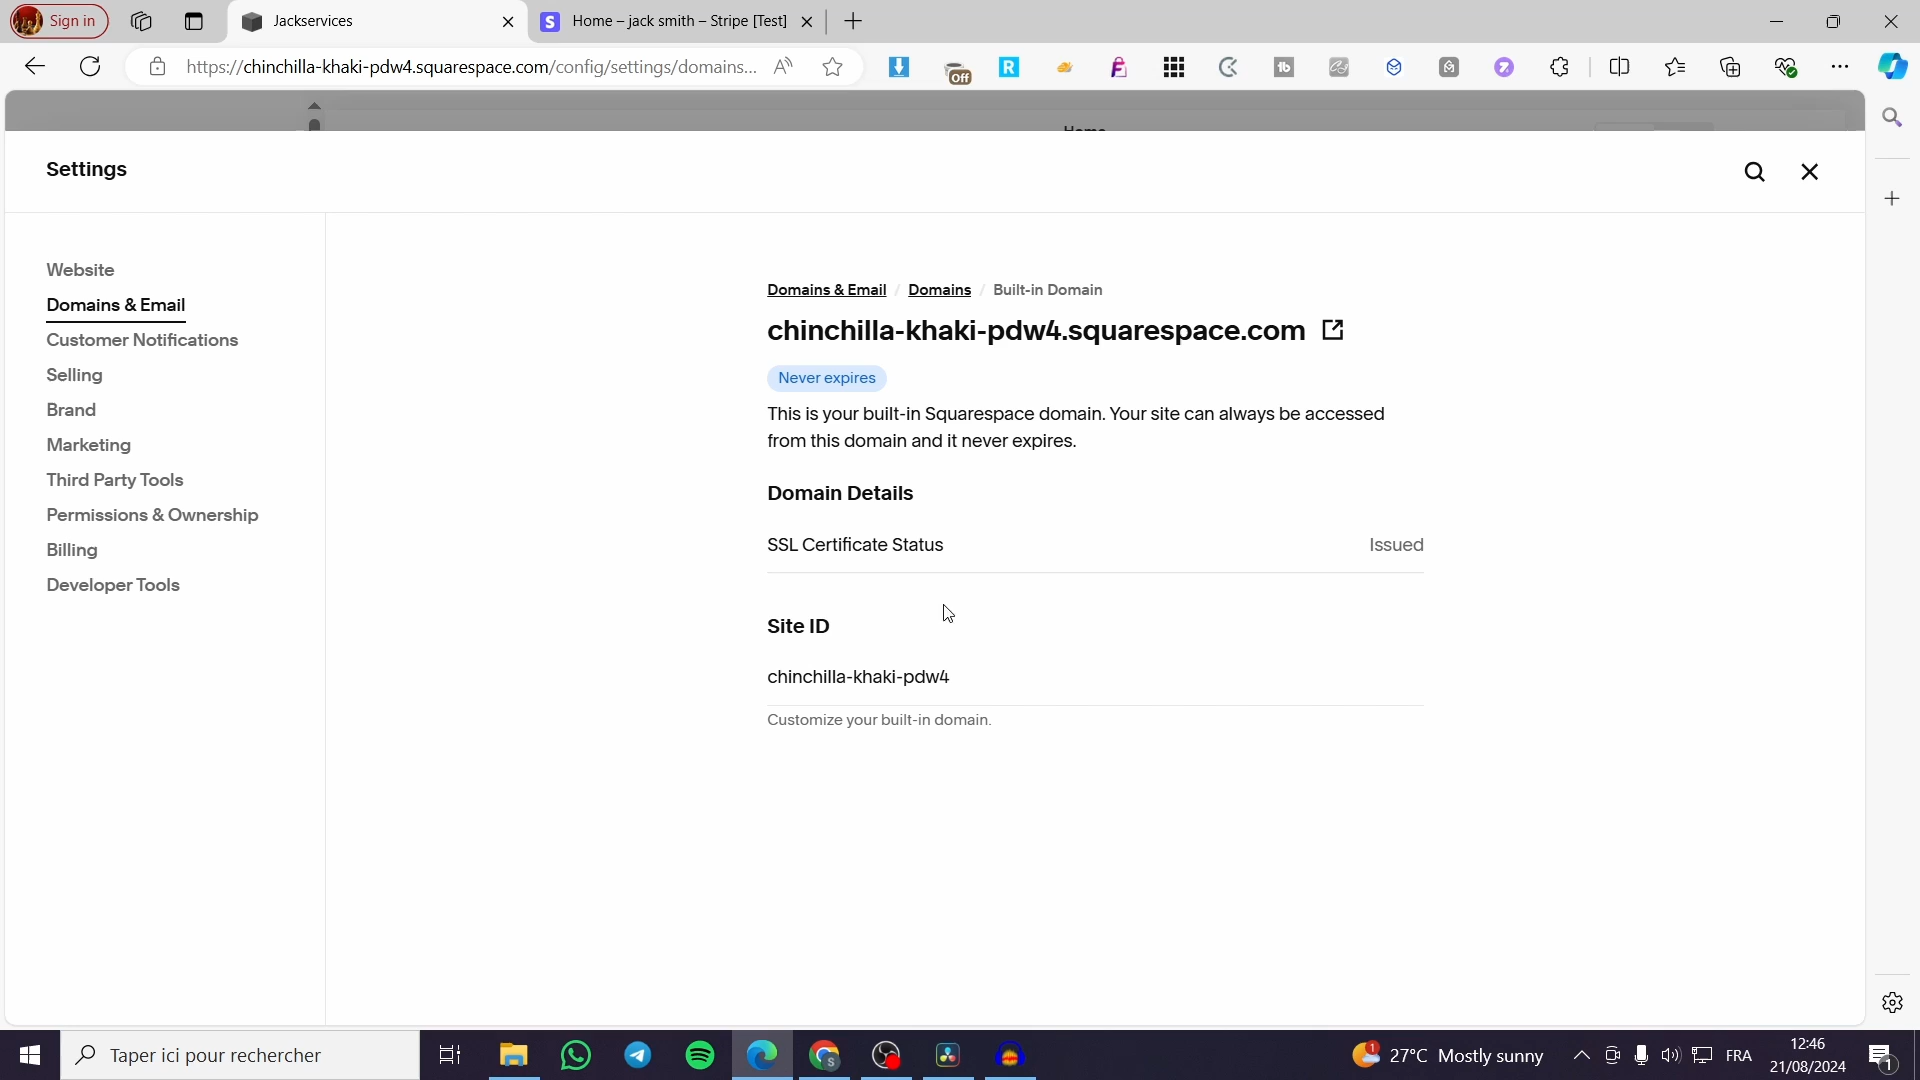 Sign in
Jackservices
S Home – jack smith – Stripe [Test]
https://chinchilla-khaki-pdw4.squarespace.com/config/settings/domains...
Off
R
tb
Settings
Website
Domains & Email
Customer Notifications
Selling
Brand
Marketing
Third Party Tools
Permissions & Ownership
Billing
Developer Tools
Domains & Email / Domains / Built-in Domain
chinchilla-khaki-pdw4.squarespace.com
Never expires
This is your built-in Squarespace domain. Your site can always be accessed
from this domain and it never expires.
Domain Details
SSL Certificate Status Issued
Site ID
chinchilla-khaki-pdw4
Customize your built-in domain.
Taper ici pour rechercher
1
27°C Mostly sunny
FRA
12:46
21/08/2024
1